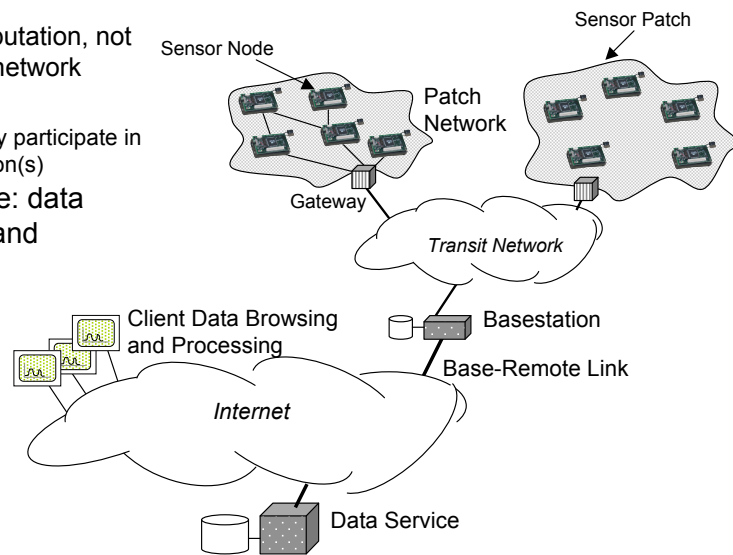 outation, not
network
y participate in
on(s)
e: data
and
Sensor Patch
Sensor Node
Patch
Network
Gateway
Transit Network
Client Data Browsing
and Processing
Basestation
Base-Remote Link
Internet
Data Service